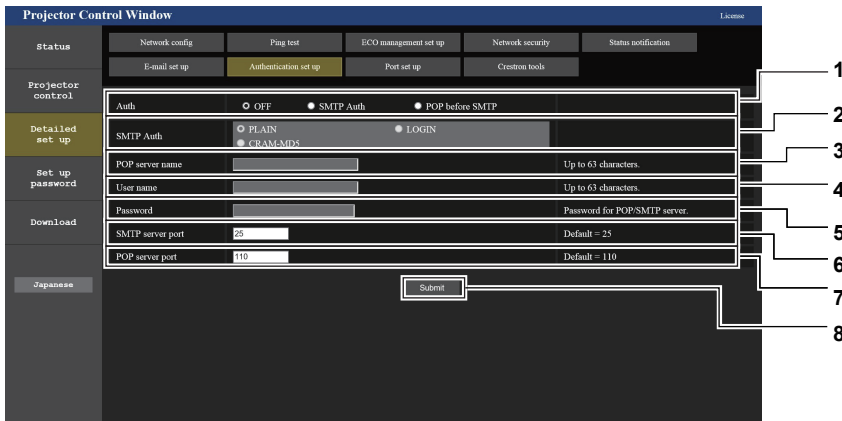 Projector Control Window
License
Status
Network config
Ping test
ECO management set up
Network security
Status notification
E-mail set up
Authentication set up
Port set up
Crestron tools
Projector
control
Detailed
set up
Set up
password
Download
Japanese
Auth OFF SMTP Auth POP before SMTP
1
SMTP Auth PLAIN LOGIN
CRAM-MD5
2
POP server name Up to 63 characters.
3
User name Up to 63 characters.
4
Password Password for POP/SMTP server.
5
SMTP server port 25 Default = 25
6
POP server port 110 Default = 110
7
Submit
8